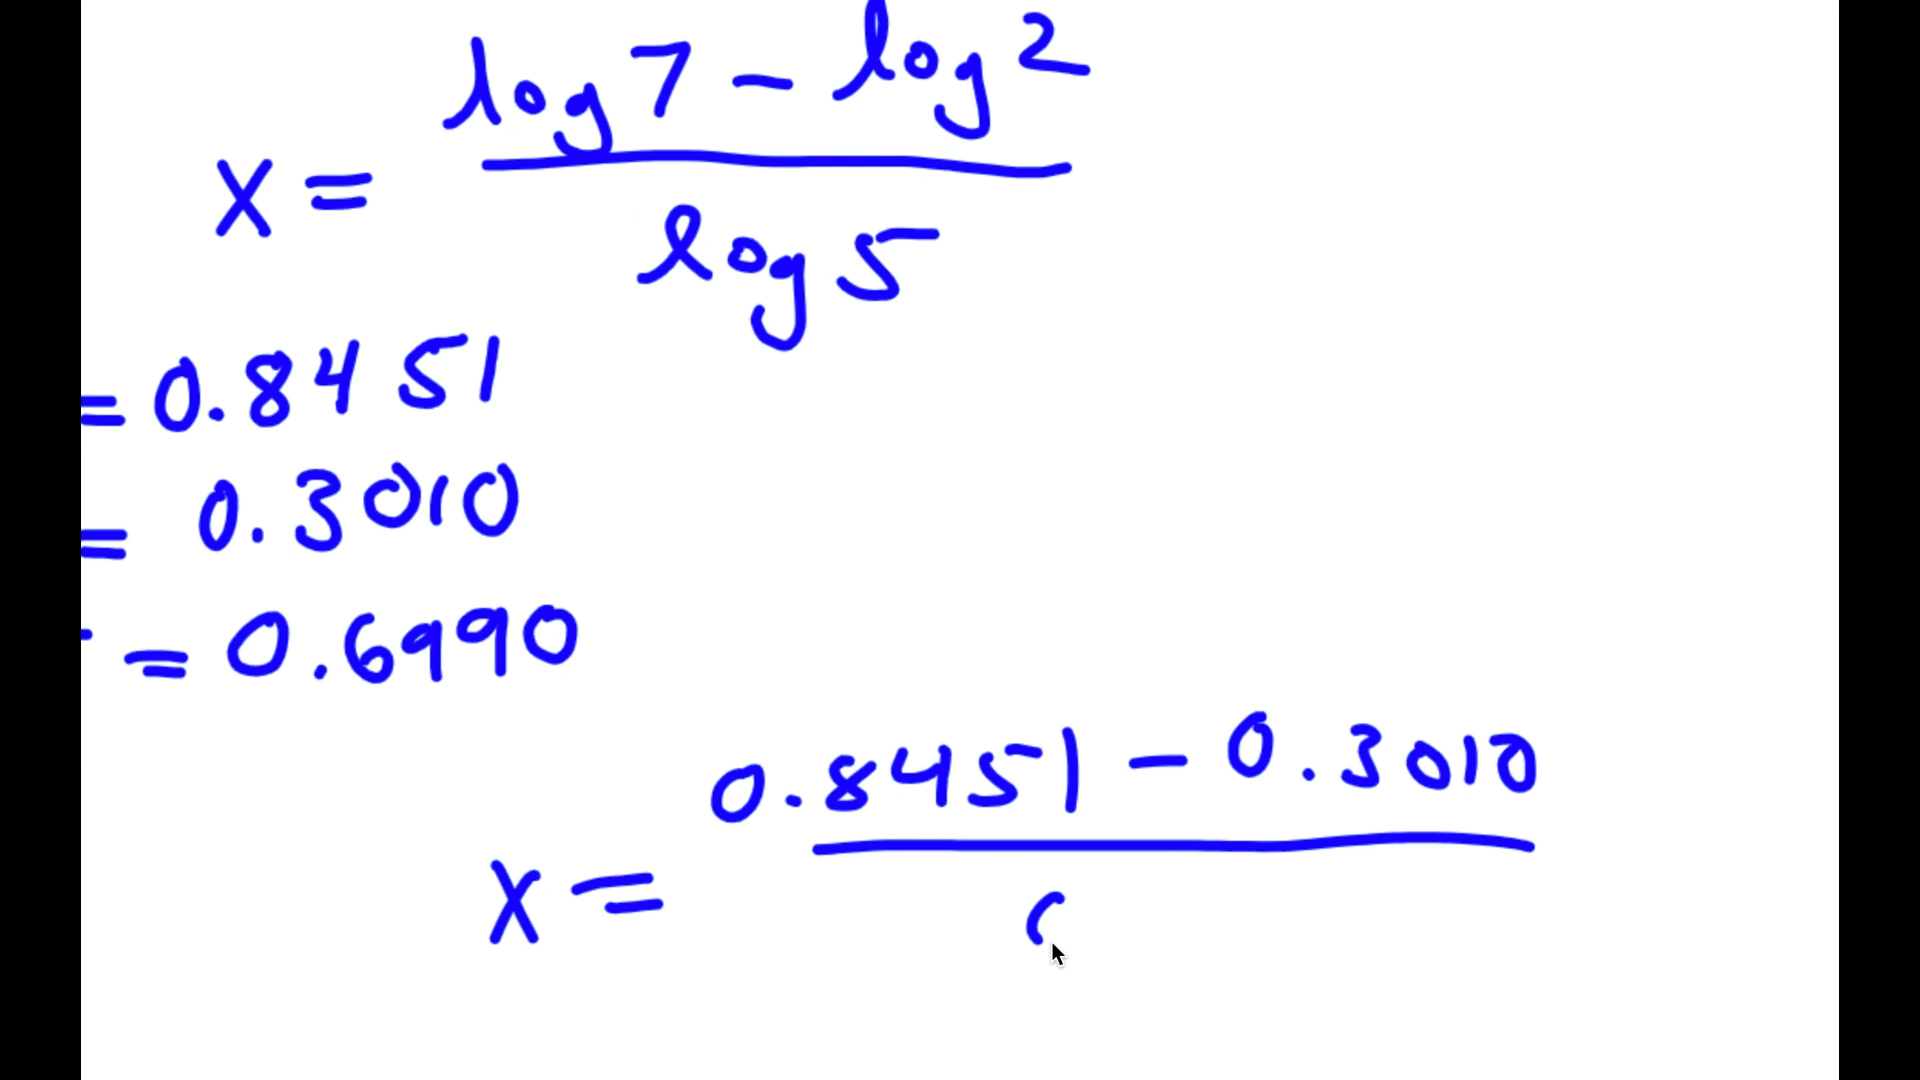 x = (log 7 - log 2) / log 5
= 0.8451
= 0.3010
= 0.6990
x = (0.8451 - 0.3010) /